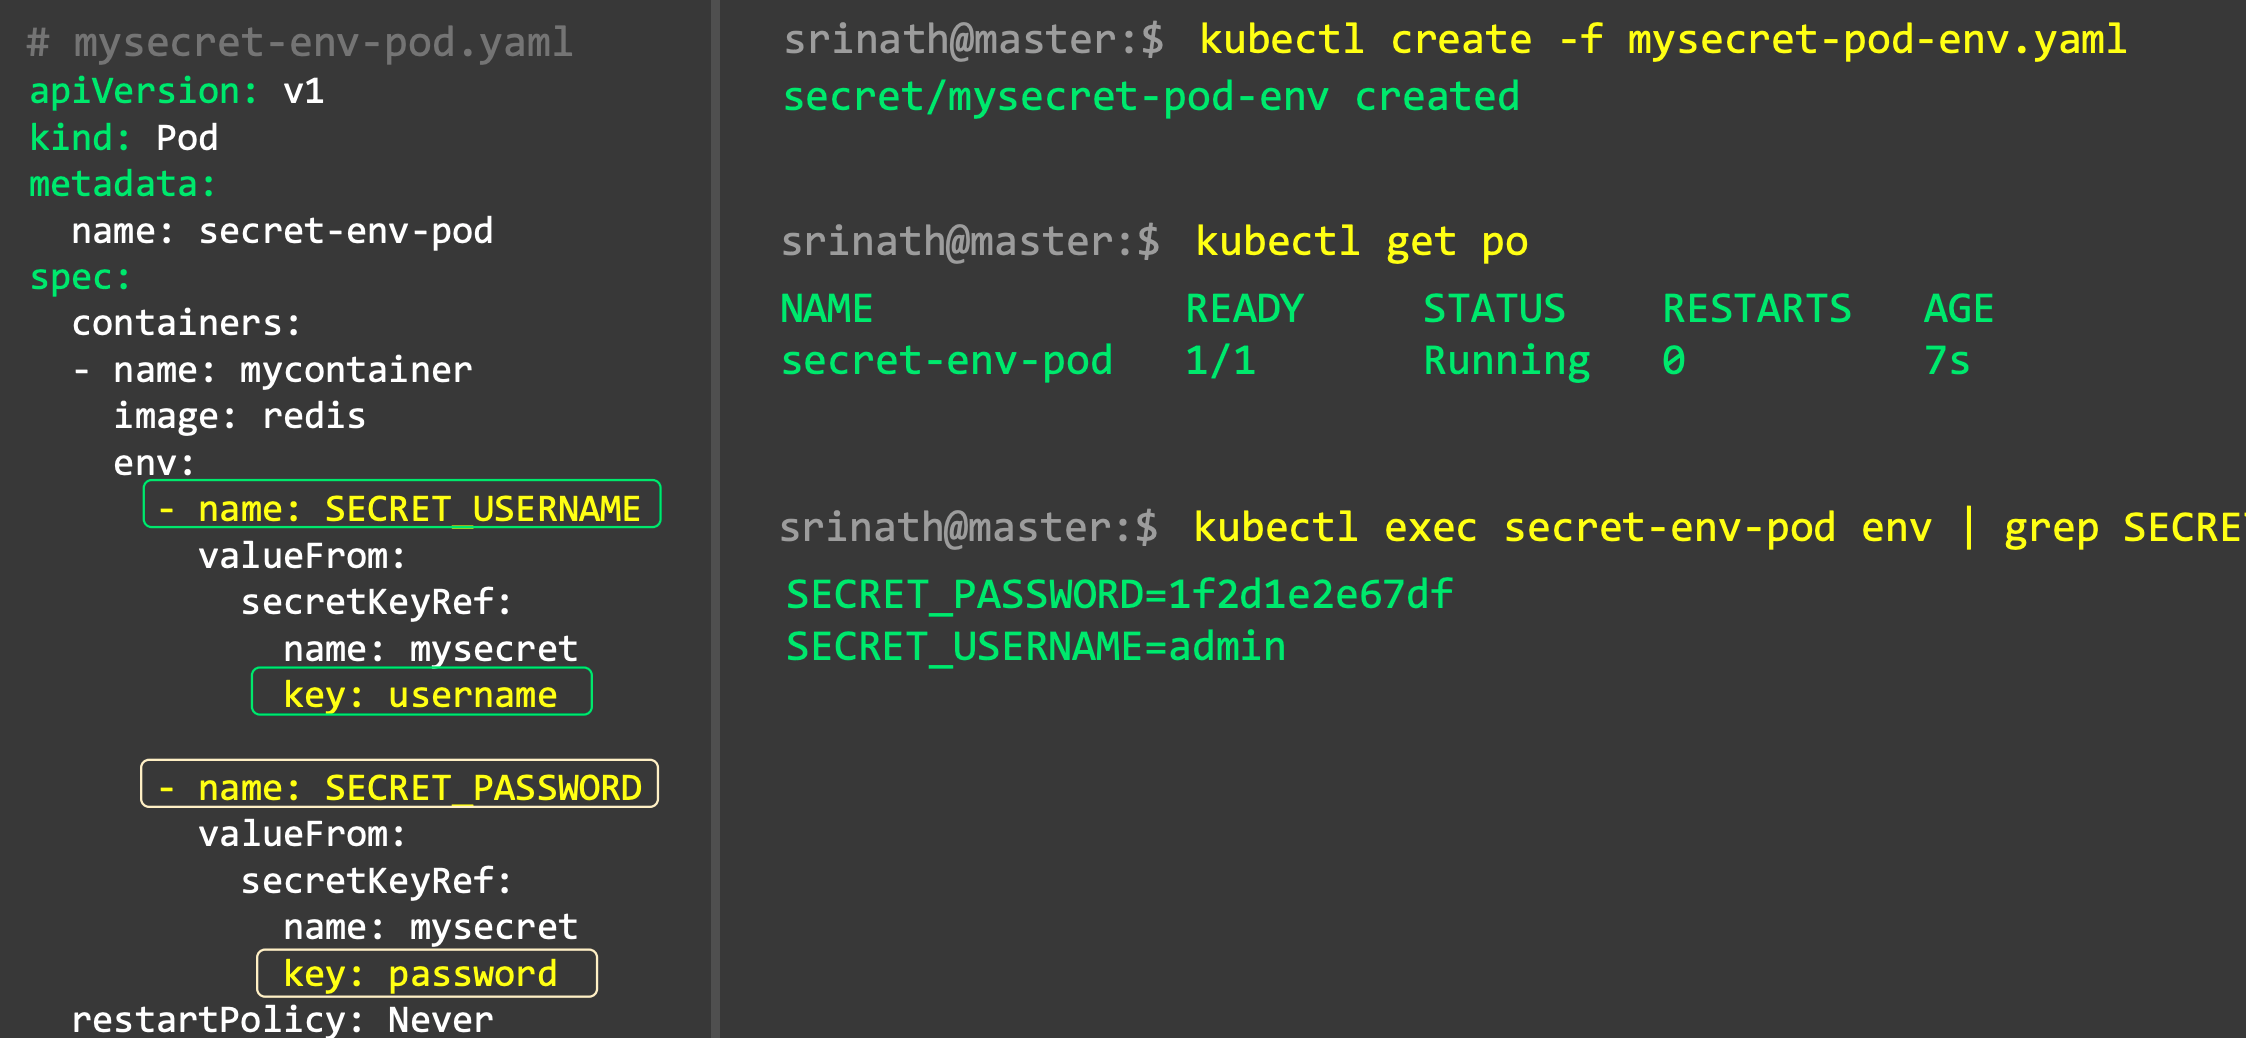 # mysecret-env-pod.yaml
apiVersion: v1
kind: Pod
metadata:
  name: secret-env-pod
spec:
  containers:
  - name: mycontainer
    image: redis
    env:
      - name: SECRET_USERNAME
        valueFrom:
          secretKeyRef:
            name: mysecret
            key: username
      - name: SECRET_PASSWORD
        valueFrom:
          secretKeyRef:
            name: mysecret
            key: password
  restartPolicy: Never
srinath@master:$ kubectl create -f mysecret-pod-env.yaml
secret/mysecret-pod-env created
srinath@master:$ kubectl get po
NAME READY STATUS RESTARTS AGE
secret-env-pod 1/1 Running 0 7s
srinath@master:$ kubectl exec secret-env-pod env | grep SECRE
SECRET_PASSWORD=1f2d1e2e67df
SECRET_USERNAME=admin